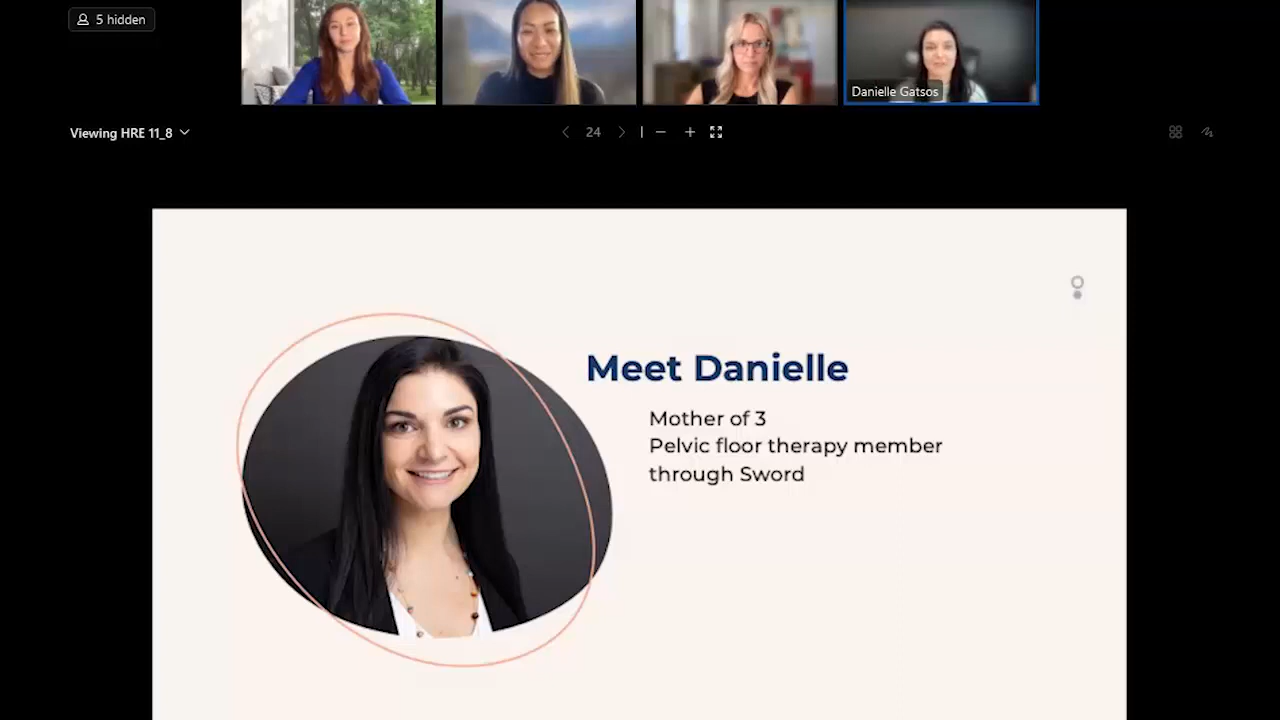 5 hidden
Danielle Gatsos
Viewing HRE 11_8
24
Meet Danielle
Mother of 3
Pelvic floor therapy member
through Sword